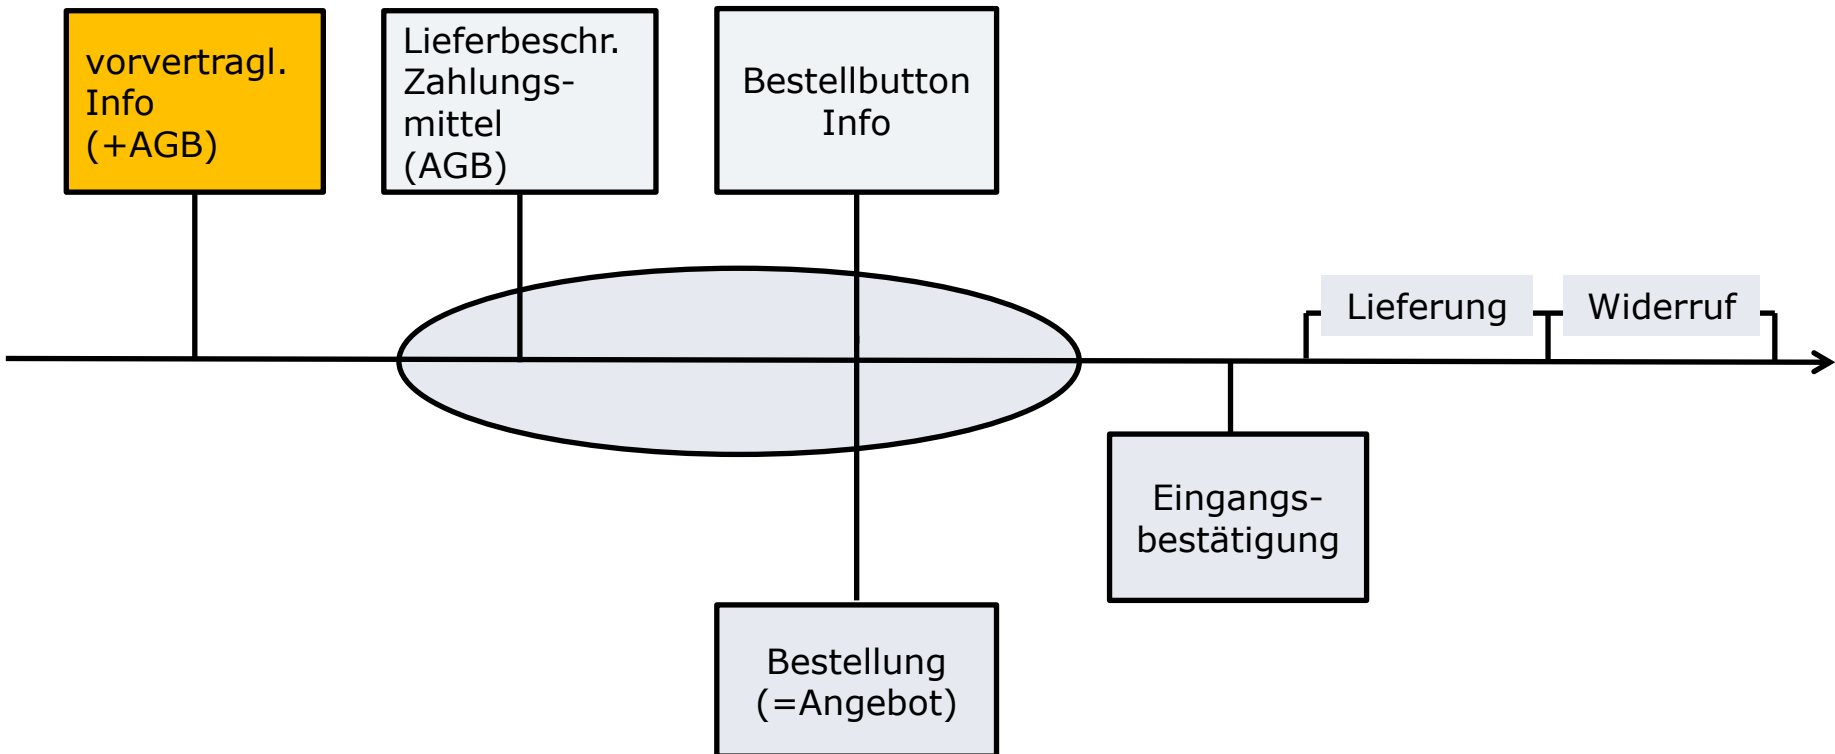 vorvertragl.
Info
(+AGB)
Lieferbeschr.
Zahlungs-
mittel
(AGB)
Bestellbutton
Info
Lieferung
Widerruf
Eingangs-
bestätigung
Bestellung
(=Angebot)